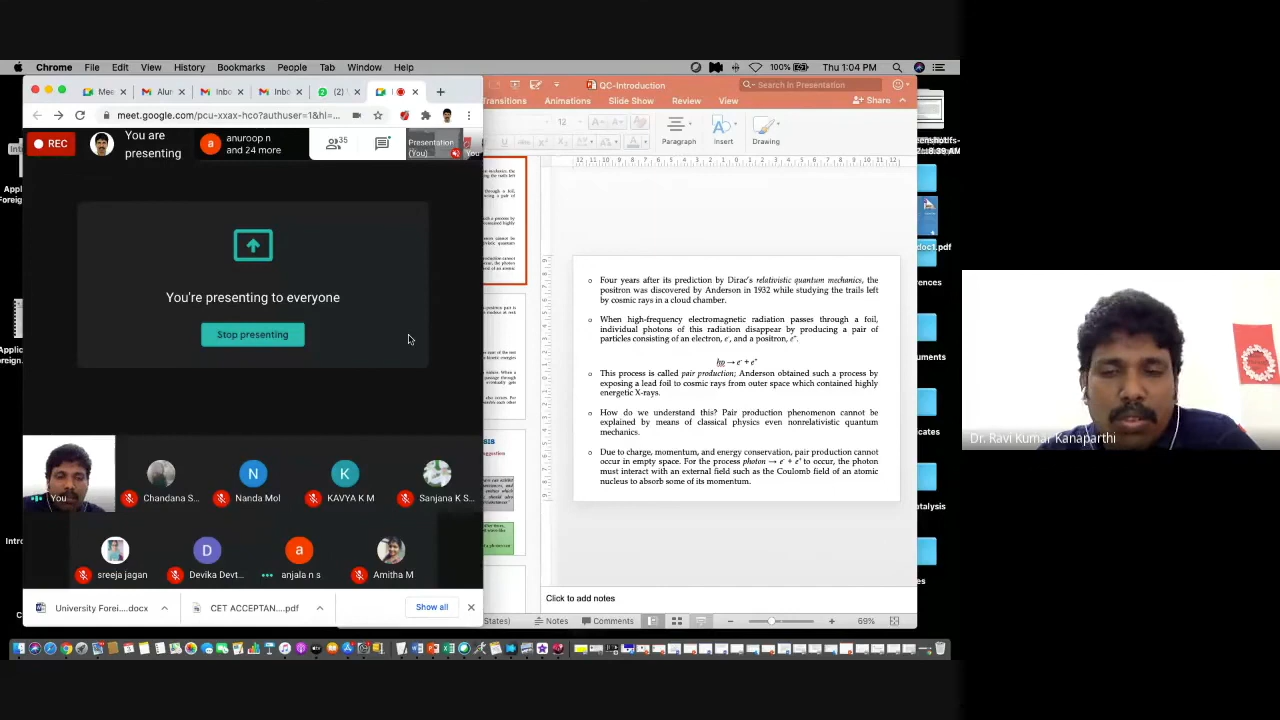 Chrome File Edit View History Bookmarks People Tab Window Help
100% Thu 1:04 PM
QC-Introduction
Search in Presentation
Transitions Animations Slide Show Review View
Share
meet.google.com/pcu
authuser=1&hl=...
12
Paragraph Insert Drawing
REC
You are presenting
and 24 more
35
Presentation (You)
You
You're presenting to everyone
Stop presenting
Four years after its prediction by Dirac's relativistic quantum mechanics, the
positron was discovered by Anderson in 1932 while studying the trails left
by cosmic rays in a cloud chamber.
When high-frequency electromagnetic radiation passes through a foil,
individual photons of this radiation disappear by producing a pair of
particles consisting of an electron, e-, and a positron, e+.
hυ → e- + e+
This process is called pair production; Anderson obtained such a process by
exposing a lead foil to cosmic rays from outer space which contained highly
energetic X-rays.
How do we understand this? Pair production phenomenon cannot be
explained by means of classical physics even nonrelativistic quantum
mechanics.
Due to charge, momentum, and energy conservation, pair production cannot
occur in empty space. For the process photon → e- + e+ to occur, the photon
must interact with an external field such as the Coulomb field of an atomic
nucleus to absorb some of its momentum.
You Chandana S... Nanda Mol KAVYA K M Sanjana K S...
sreeja jagan Devika Devt... anjala n s Amitha M
University Forei....docx CET ACCEPTAN....pdf Show all
Click to add notes
Notes Comments 69%
Dr. Ravi Kumar Kanaparthi